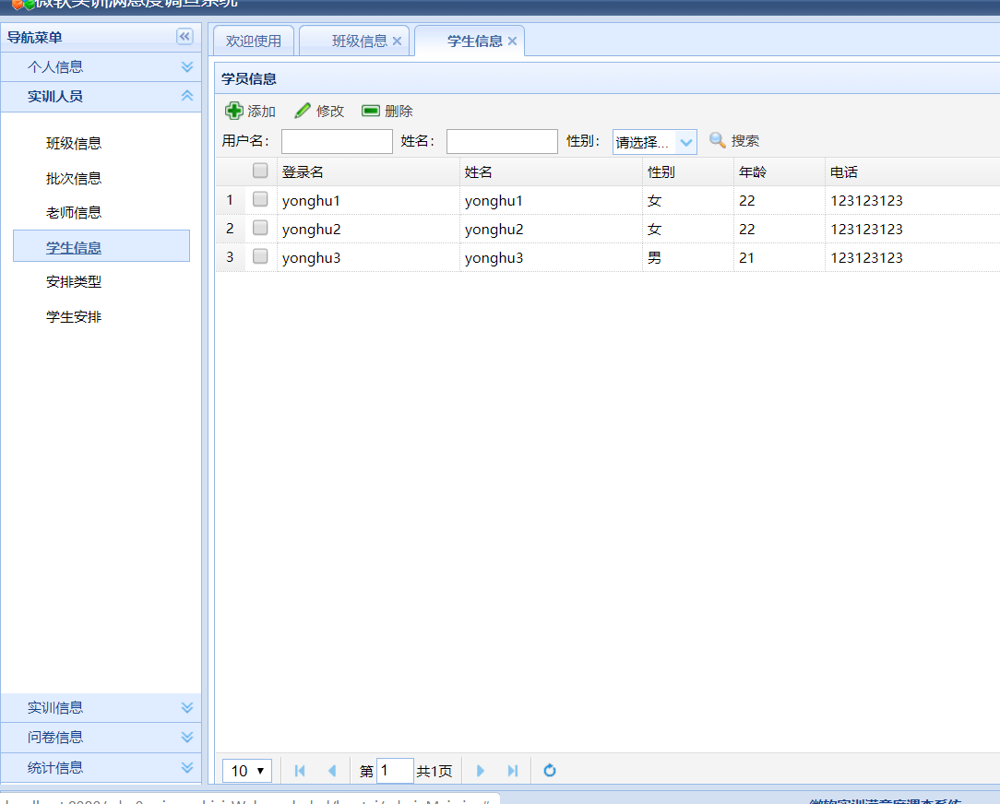 微软实训满意度调查系统
导航菜单
个人信息
实训人员
班级信息
批次信息
老师信息
学生信息
安排类型
学生安排
实训信息
问卷信息
统计信息
欢迎使用 班级信息 学生信息
学员信息
添加 修改 删除
用户名： 姓名： 性别： 请选择... 搜索
登录名 姓名 性别 年龄 电话
1 yonghu1 yonghu1 女 22 123123123
2 yonghu2 yonghu2 女 22 123123123
3 yonghu3 yonghu3 男 21 123123123
10 第 1 共1页
微软实训满意度调查系统